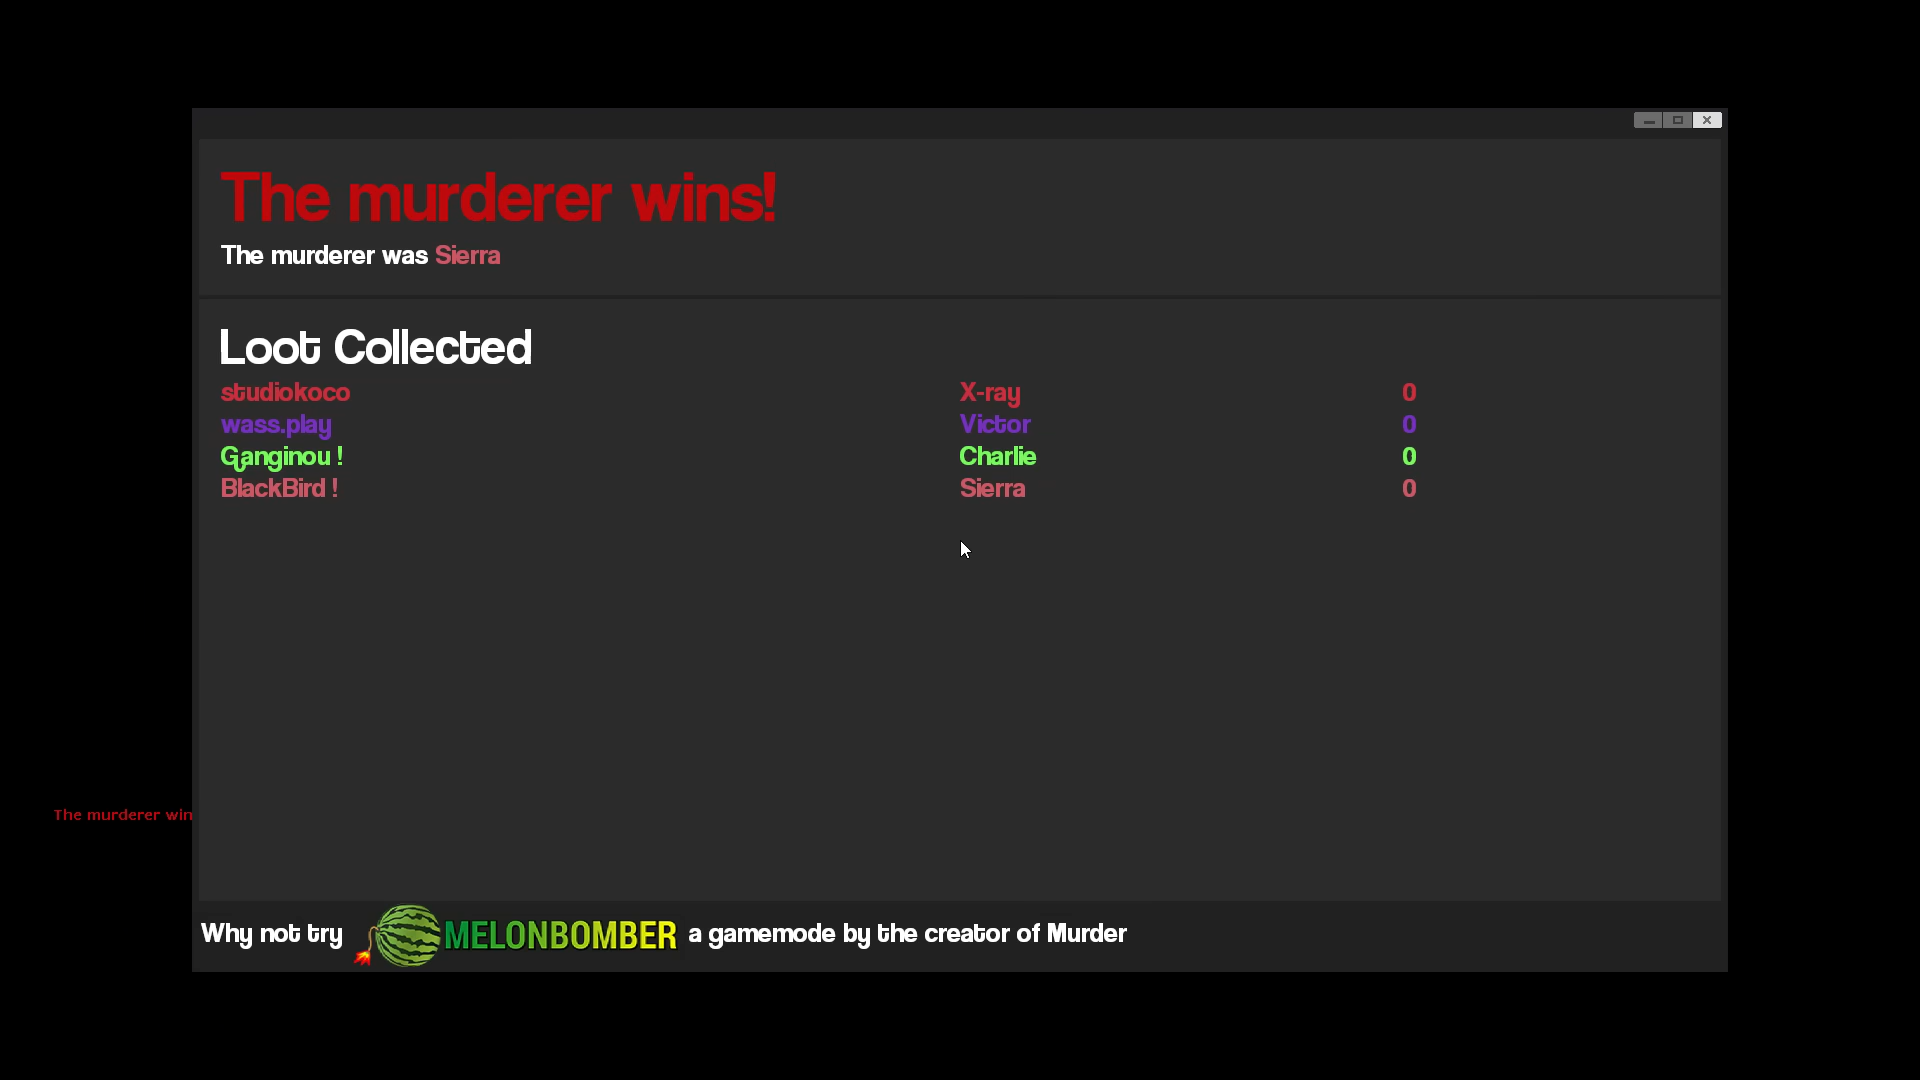 The murderer wins!
The murderer was Sierra
Loot Collected
studiokoco X-ray 0
wass.play Victor 0
Ganginou ! Charlie 0
BlackBird ! Sierra 0
The murderer win
Why not try MELONBOMBER a gamemode by the creator of Murder